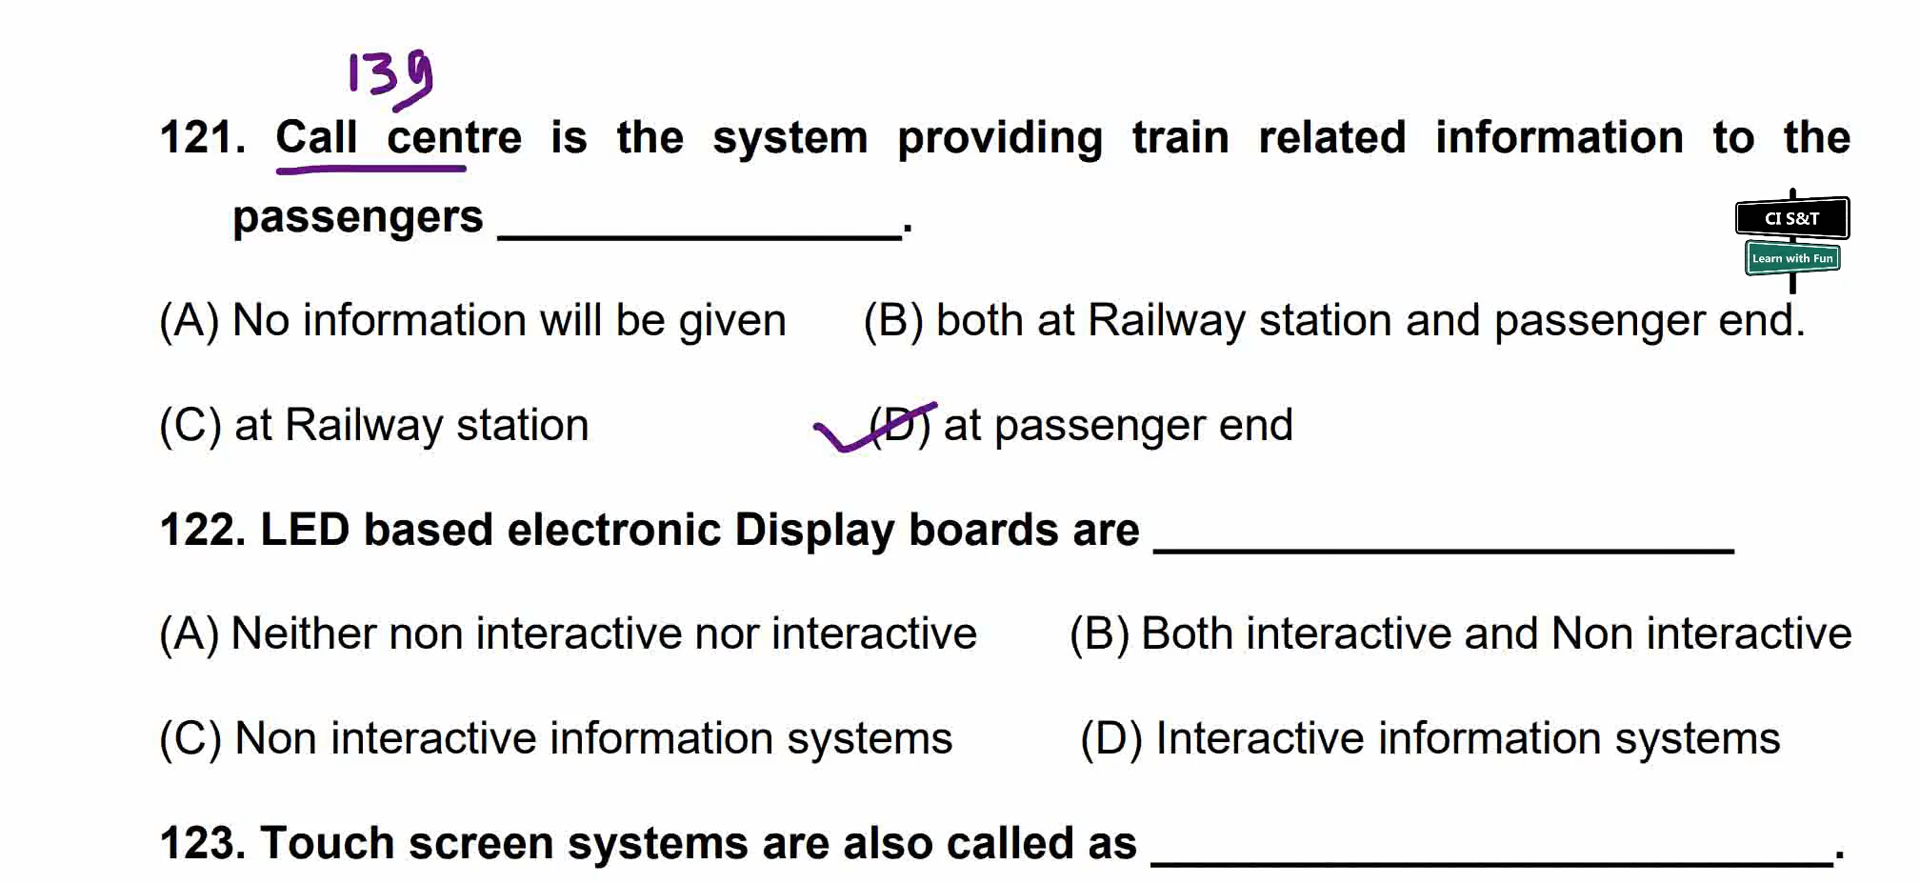 139
121. Call centre is the system providing train related information to the
passengers ________________.
CI S&T
Learn with Fun
(A) No information will be given (B) both at Railway station and passenger end.
(C) at Railway station (D) at passenger end
122. LED based electronic Display boards are _______________________
(A) Neither non interactive nor interactive (B) Both interactive and Non interactive
(C) Non interactive information systems (D) Interactive information systems
123. Touch screen systems are also called as ___________________________.